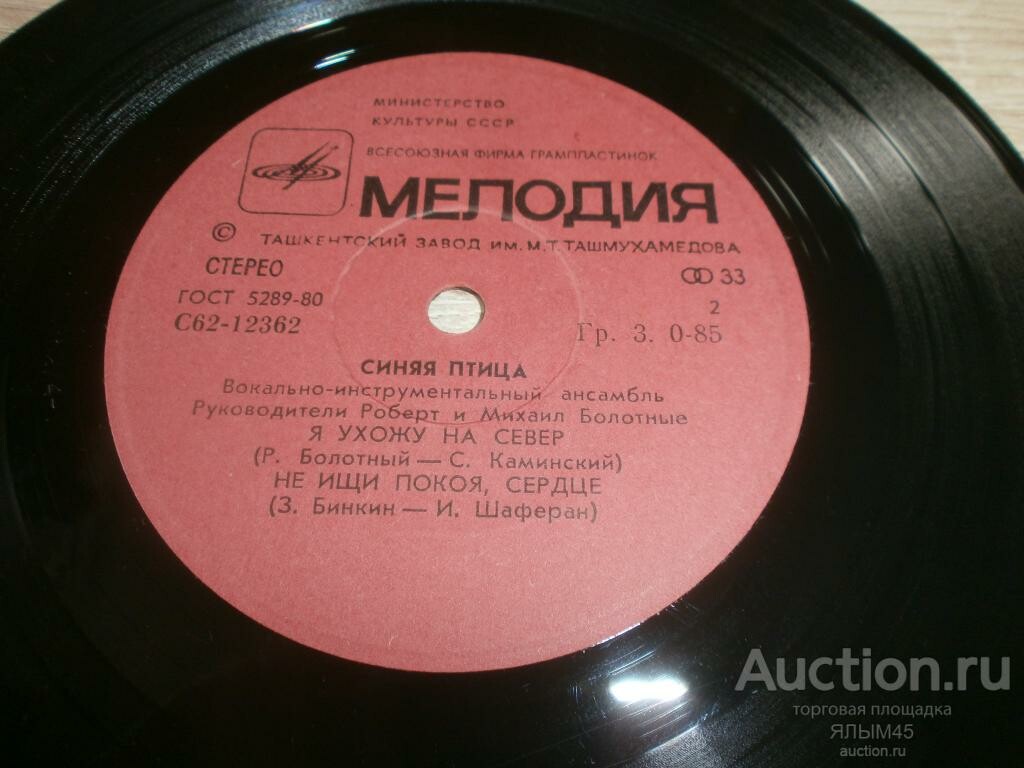 МИНИСТЕРСТВО
КУЛЬТУРЫ СССР
ВСЕСОЮЗНАЯ ФИРМА ГРАМПЛАСТИНОК
МЕЛОДИЯ
© ТАШКЕНТСКИЙ ЗАВОД ИМ. М.Т. ТАШМУХАМЕДОВА
СТЕРЕО 33
ГОСТ 5289-80 2
С62-12362 Гр. 3. 0-85
СИНЯЯ ПТИЦА
Вокально-инструментальный ансамбль
Руководители Роберт и Михаил Болотные
Я УХОЖУ НА СЕВЕР
(Р. Болотный — С. Каминский)
НЕ ИЩИ ПОКОЯ, СЕРДЦЕ
(З. Бинкин — И. Шаферан)
Auction.ru
торговая площадка
ЯЛЫМ45
auction.ru